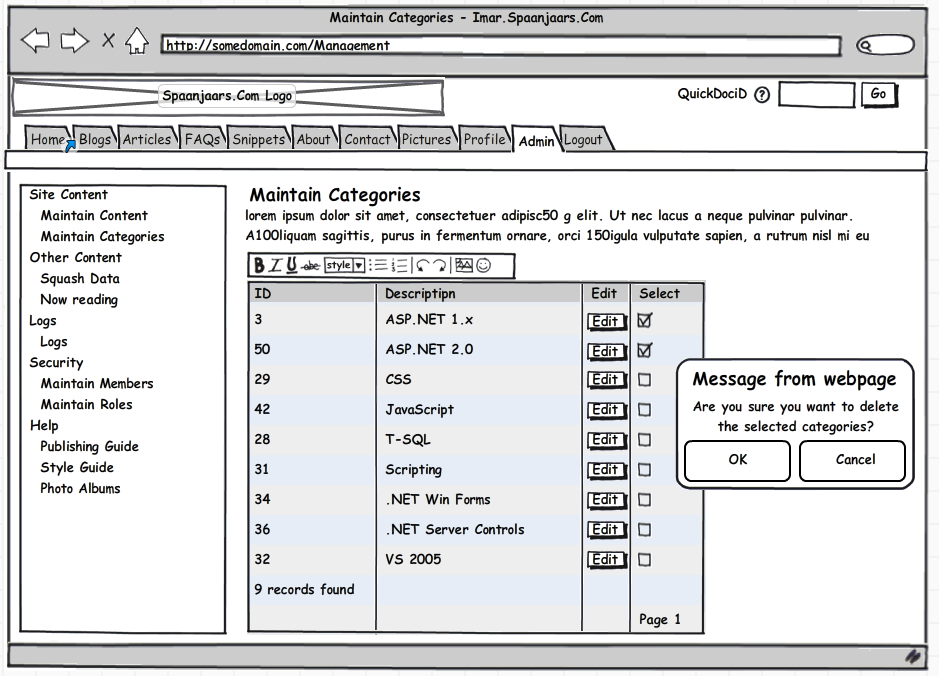 Maintain Categories - Imar.Spaanjaars.Com
http://somedomain.com/Management
Spaanjaars.Com Logo
QuickDociD ? Go
Home Blogs Articles FAQs Snippets About Contact Pictures Profile Admin Logout
Site Content
Maintain Content
Maintain Categories
Other Content
Squash Data
Now reading
Logs
Logs
Security
Maintain Members
Maintain Roles
Help
Publishing Guide
Style Guide
Photo Albums
Maintain Categories
lorem ipsum dolor sit amet, consectetuer adipisc50 g elit. Ut nec lacus a neque pulvinar pulvinar.
A100liquam sagittis, purus in fermentum ornare, orci 150igula vulputate sapien, a rutrum nisl mi eu
B I U abc style
ID Descriptipn Edit Select
3 ASP.NET 1.x Edit
50 ASP.NET 2.0 Edit
29 CSS Edit
42 JavaScript Edit
28 T-SQL Edit
31 Scripting Edit
34 .NET Win Forms Edit
36 .NET Server Controls Edit
32 VS 2005 Edit
9 records found
Page 1
Message from webpage
Are you sure you want to delete
the selected categories?
OK Cancel